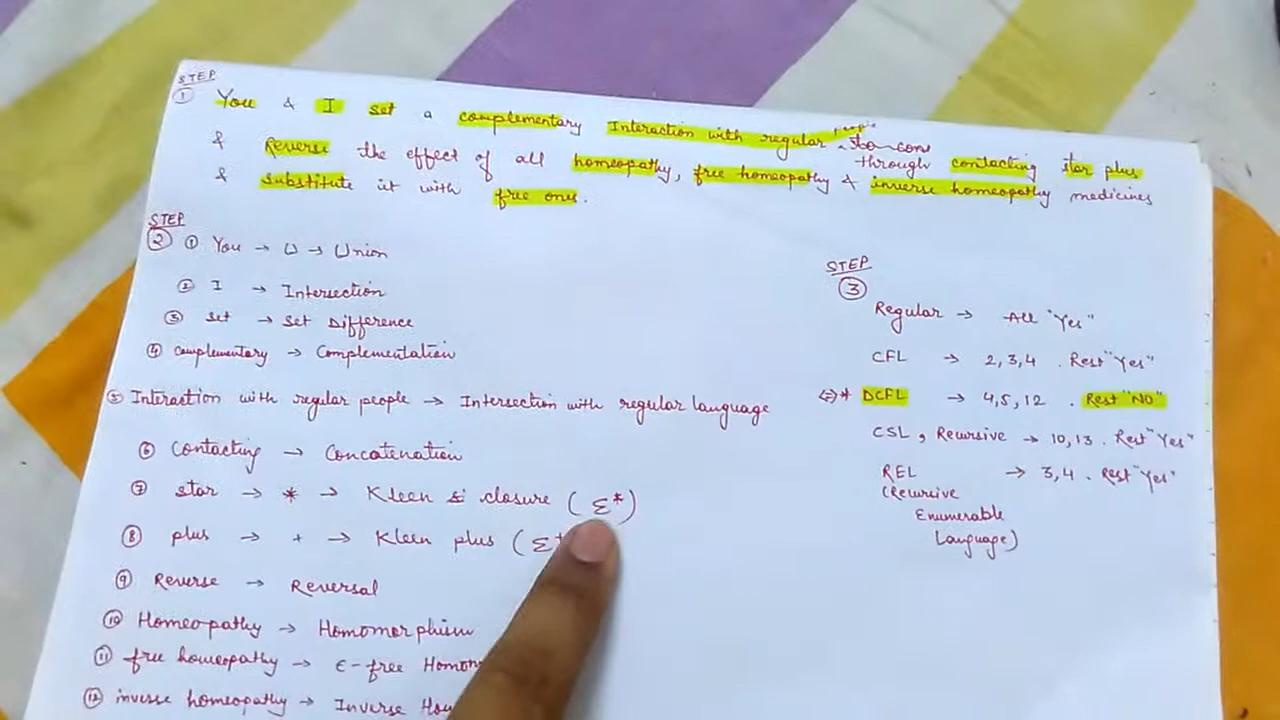 STEP
① You & I set a complementary Interaction with regular people
& Reverse the effect of all homeopathy, free homeopathy & through contacting star plus
& substitute it with free ones. inverse homeopathy medicines
STEP
② ① You → ∪ → Union
② I → Intersection
③ Set → Set Difference
④ Complementary → Complementation
⑤ Interaction with regular people → Intersection with regular language
⑥ Contacting → Concatenation
⑦ star → * → Kleen closure (Σ*)
⑧ plus → + → Kleen plus (Σ
⑨ Reverse → Reversal
⑩ Homeopathy → Homomorphism
⑪ free homeopathy → ϵ-free Homom
⑫ inverse homeopathy → Inverse Hom
STEP
③
Regular → All "Yes"
CFL → 2,3,4 . Rest "Yes"
* DCFL → 4,5,12 . Rest "NO"
CSL, Recursive → 10,13 . Rest "Yes"
REL → 3,4 . Rest "Yes"
(Recursive
Enumerable
Language)